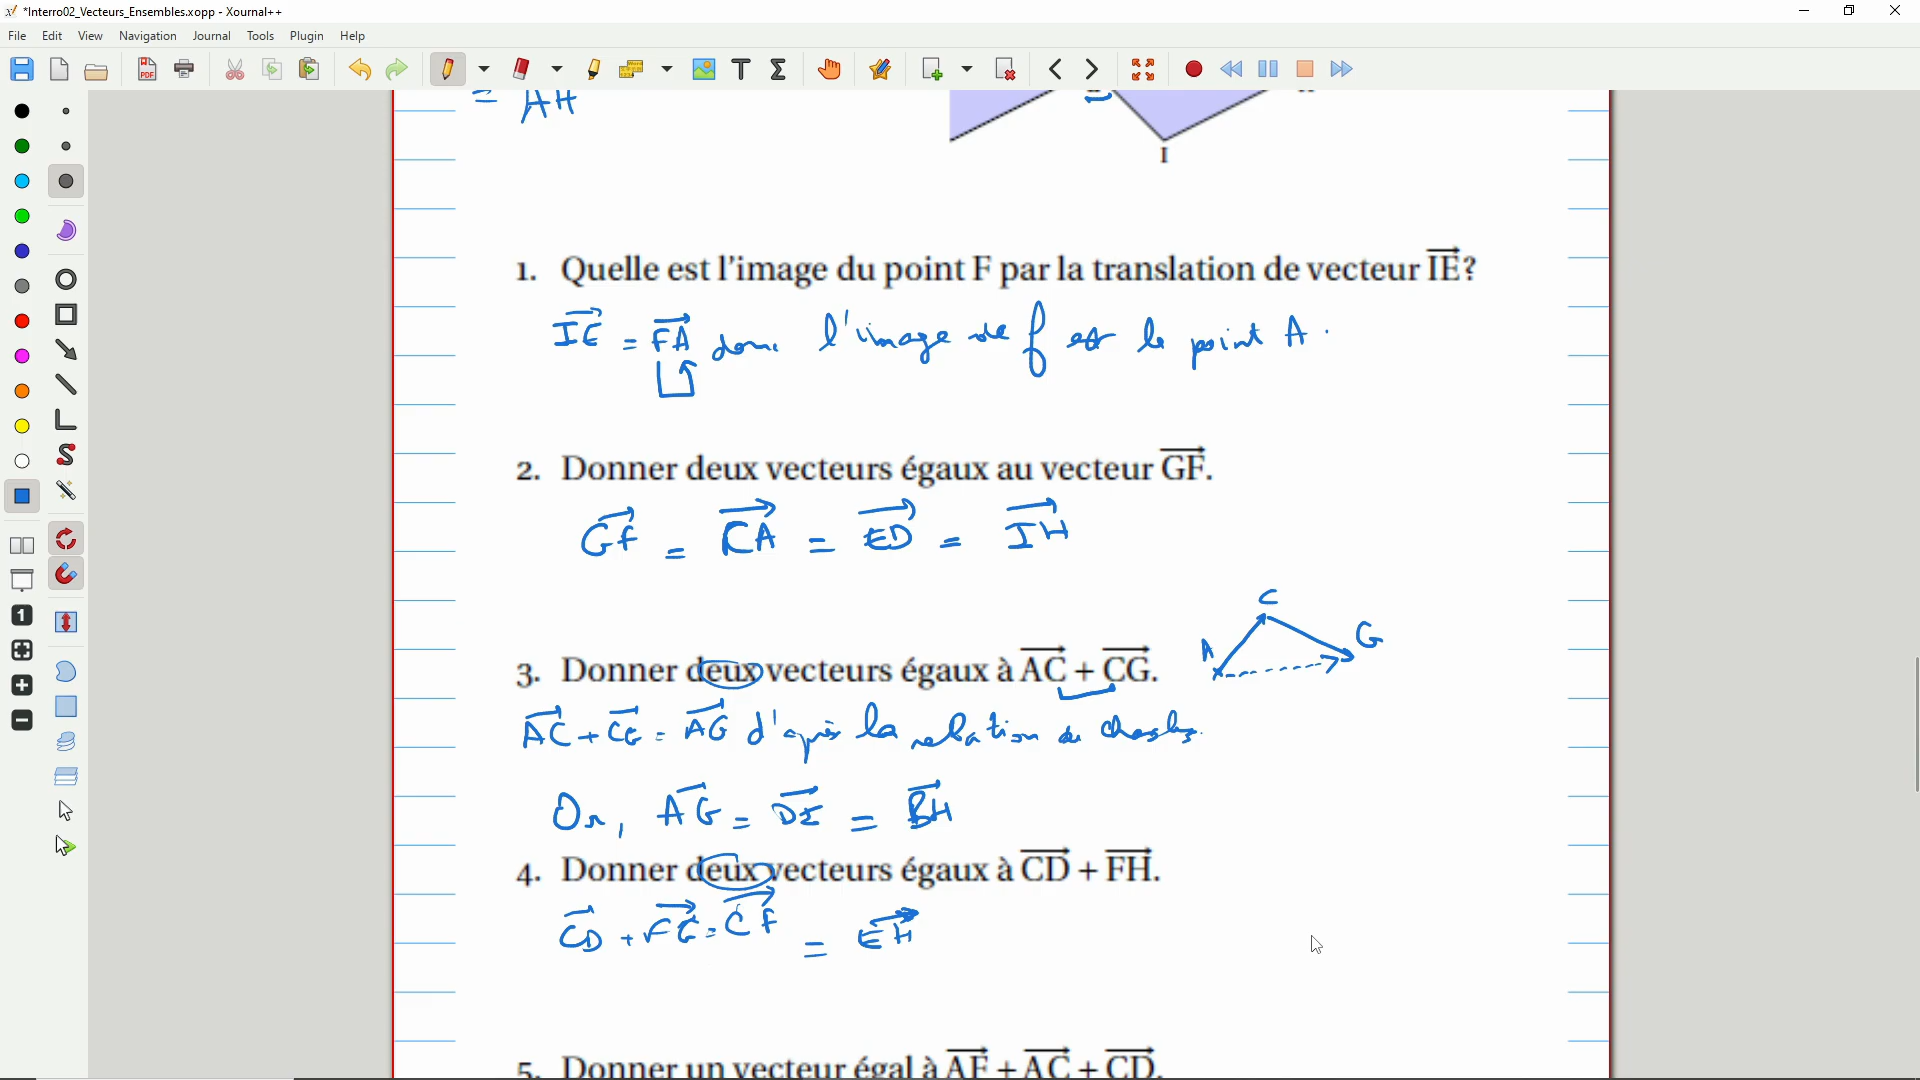 *Interro02_Vecteurs_Ensembles.xopp - Xournal++
File Edit View Navigation Journal Tools Plugin Help
= AH
I
1. Quelle est l'image du point F par la translation de vecteur IE?
IE = FA donc l'image de f est le point A.
2. Donner deux vecteurs égaux au vecteur GF.
GF = CA = ED = IH
C
A G
3. Donner deux vecteurs égaux à AC + CG.
AC + CG = AG d'après la relation de Chasles.
Or, AG = DI = BH
4. Donner deux vecteurs égaux à CD + FH.
CD + FG = CF = EH
5. Donner un vecteur égal à AF + AC + CD.